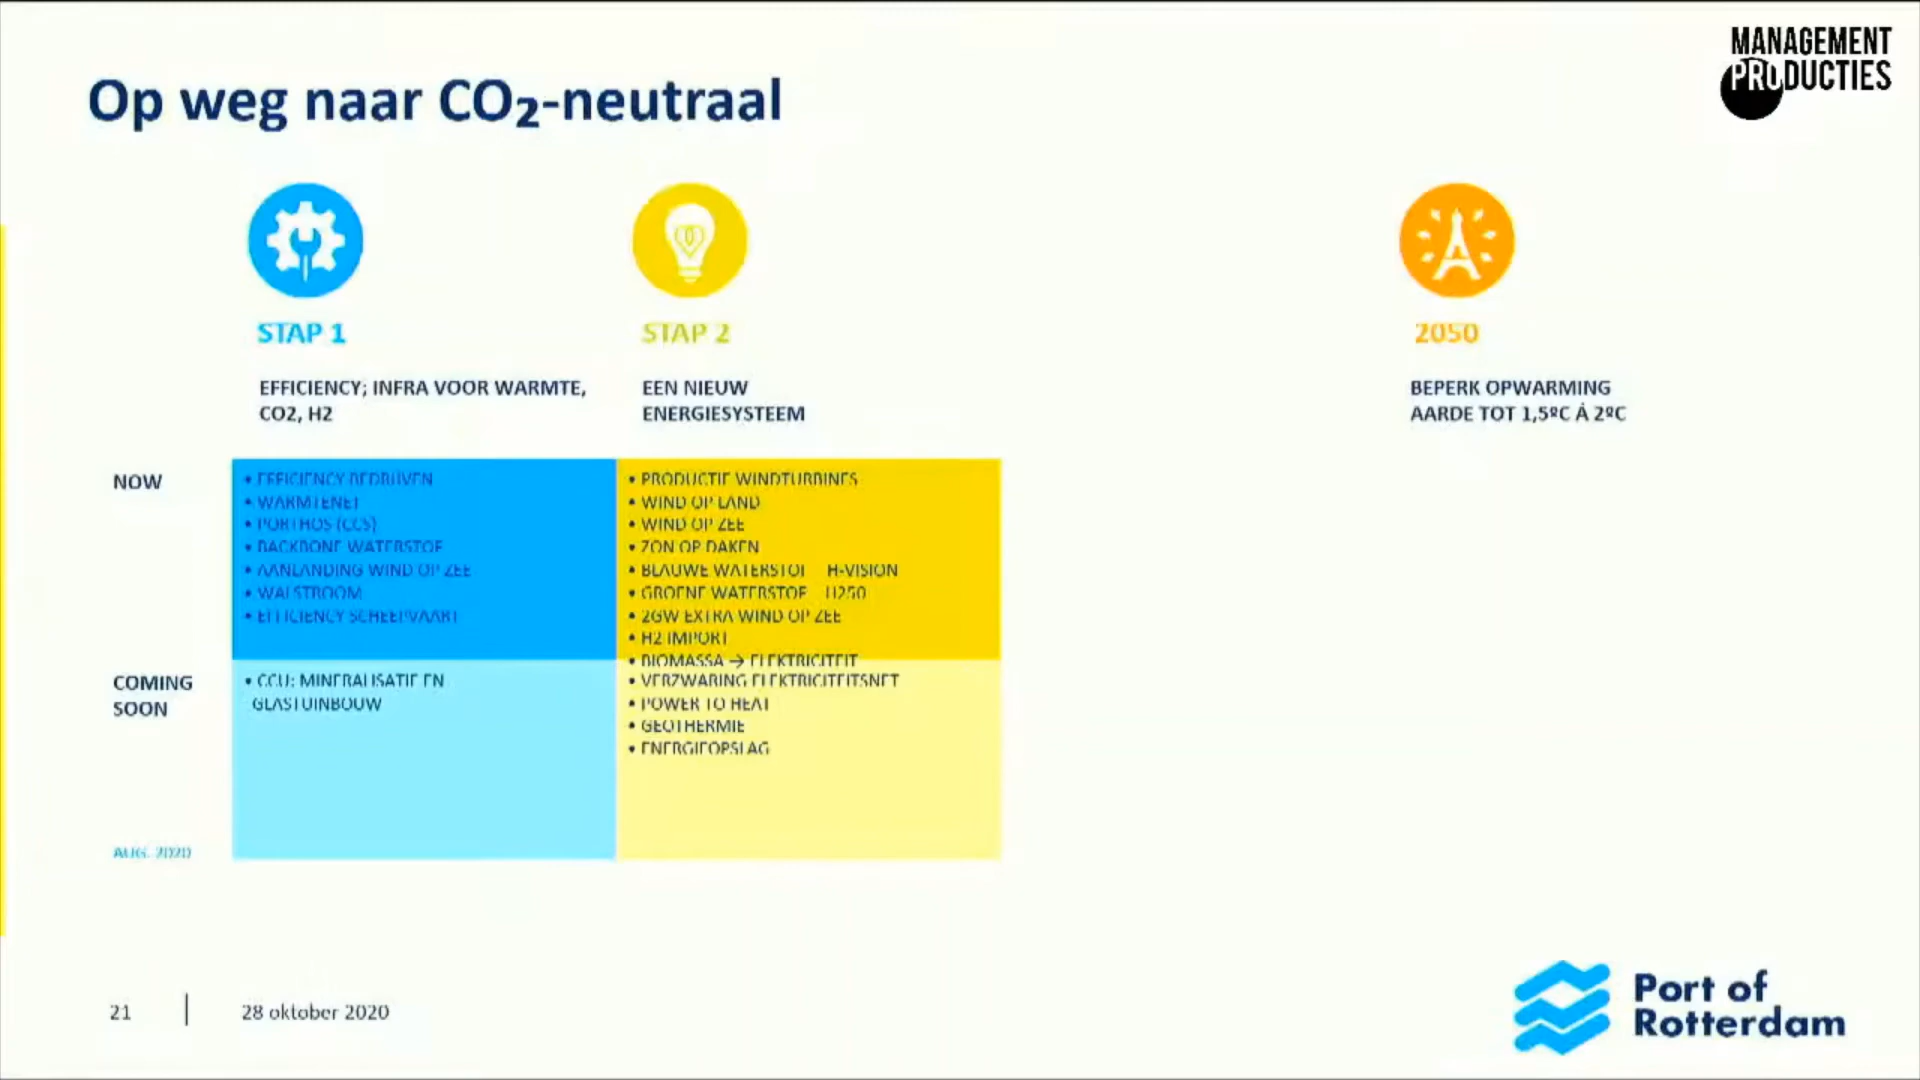 MANAGEMENT
PRODUCTIES
Op weg naar CO₂-neutraal
STAP 1
STAP 2
2050
EFFICIENCY; INFRA VOOR WARMTE,
CO2, H2
EEN NIEUW
ENERGIESYSTEEM
BEPERK OPWARMING
AARDE TOT 1,5ºC Á 2ºC
NOW
• EFFICIENCY BEDRIJVEN
• WARMTENET
• PORTHOS (CCS)
• BACKBONE WATERSTOF
• AANLANDING WIND OP ZEE
• WALSTROOM
• EFFICIENCY SCHEEPVAART
• PRODUCTIE WINDTURBINES
• WIND OP LAND
• WIND OP ZEE
• ZON OP DAKEN
• BLAUWE WATERSTOF H-VISION
• GROENE WATERSTOF H250
• 2GW EXTRA WIND OP ZEE
• H2 IMPORT
• BIOMASSA → ELEKTRICITEIT
COMING
SOON
• CCU: MINERALISATIE EN
GLASTUINBOUW
• VERZWARING ELEKTRICITEITSNET
• POWER TO HEAT
• GEOTHERMIE
• ENERGIEOPSLAG
AUG. 2020
21
28 oktober 2020
Port of
Rotterdam